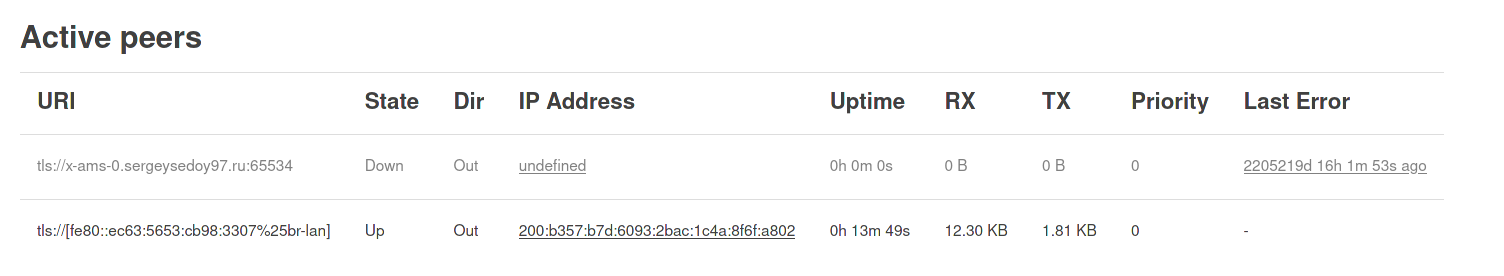 Active peers
URI State Dir IP Address Uptime RX TX Priority Last Error
tls://x-ams-0.sergeysedoy97.ru:65534 Down Out undefined 0h 0m 0s 0 B 0 B 0 2205219d 16h 1m 53s ago
tls://[fe80::ec63:5653:cb98:3307%25br-lan] Up Out 200:b357:b7d:6093:2bac:1c4a:8f6f:a802 0h 13m 49s 12.30 KB 1.81 KB 0 -